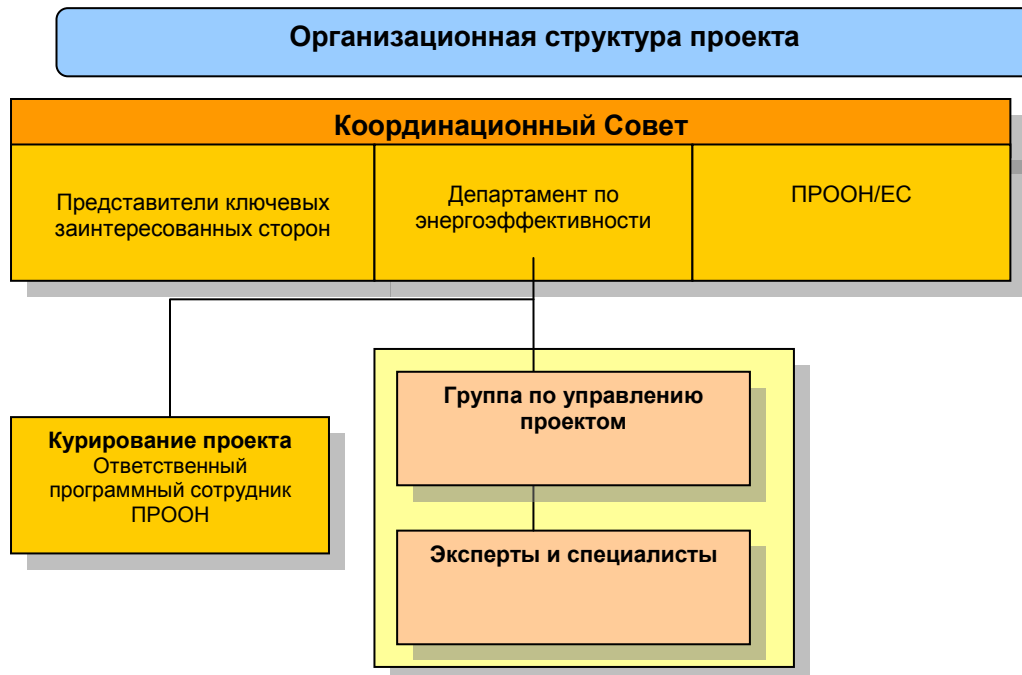 Организационная структура проекта
Координационный Совет
Представители ключевых
заинтересованных сторон
Департамент по
энергоэффективности
ПРООН/ЕС
Группа по управлению
проектом
Курирование проекта
Ответственный
программный сотрудник
ПРООН
Эксперты и специалисты